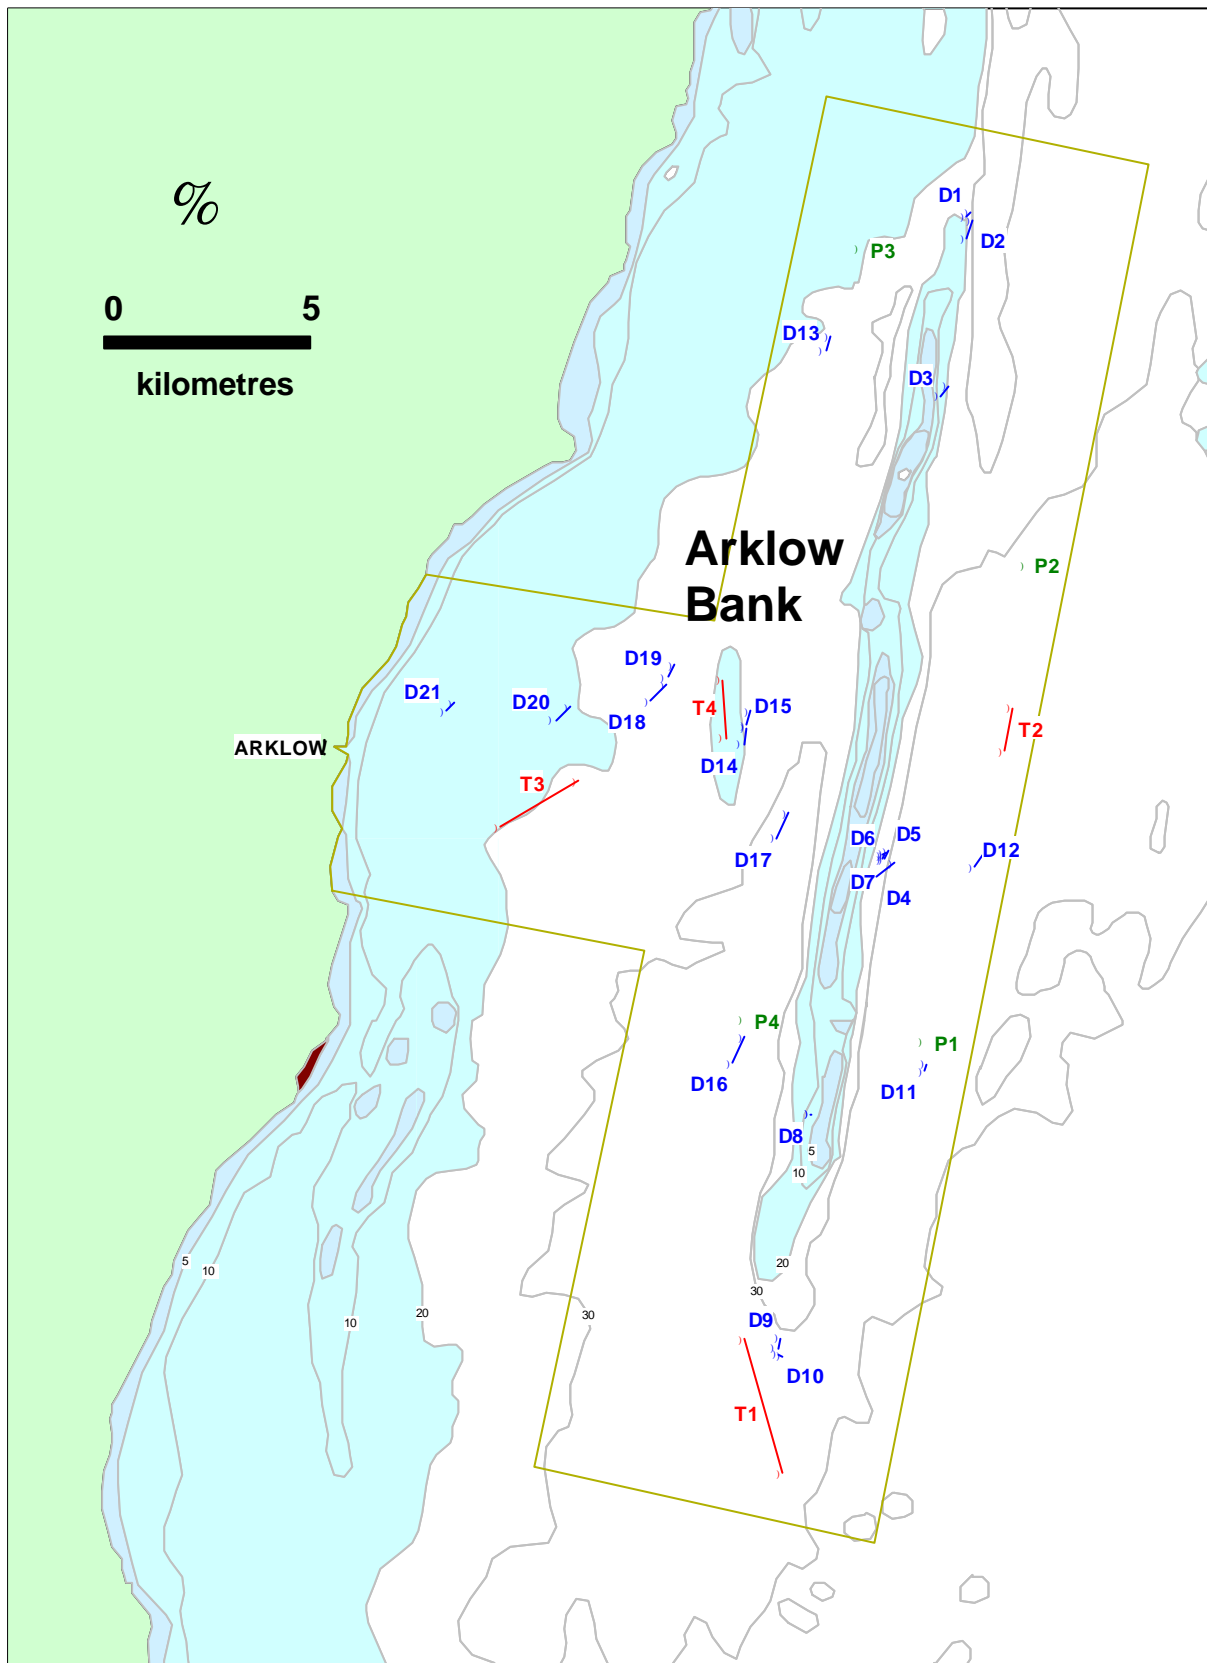 D1
%
D2
P3
0 5
D13
kilometres
D3
Arklow
Bank
P2
D19
D21
D20
D18
T4
D15
T2
ARKLOW
D14
T3
D6
D5
D17
D12
D7
D4
P4
P1
D16
D11
D8
5
10
5
10
20
30
20
30
10
D9
D10
T1